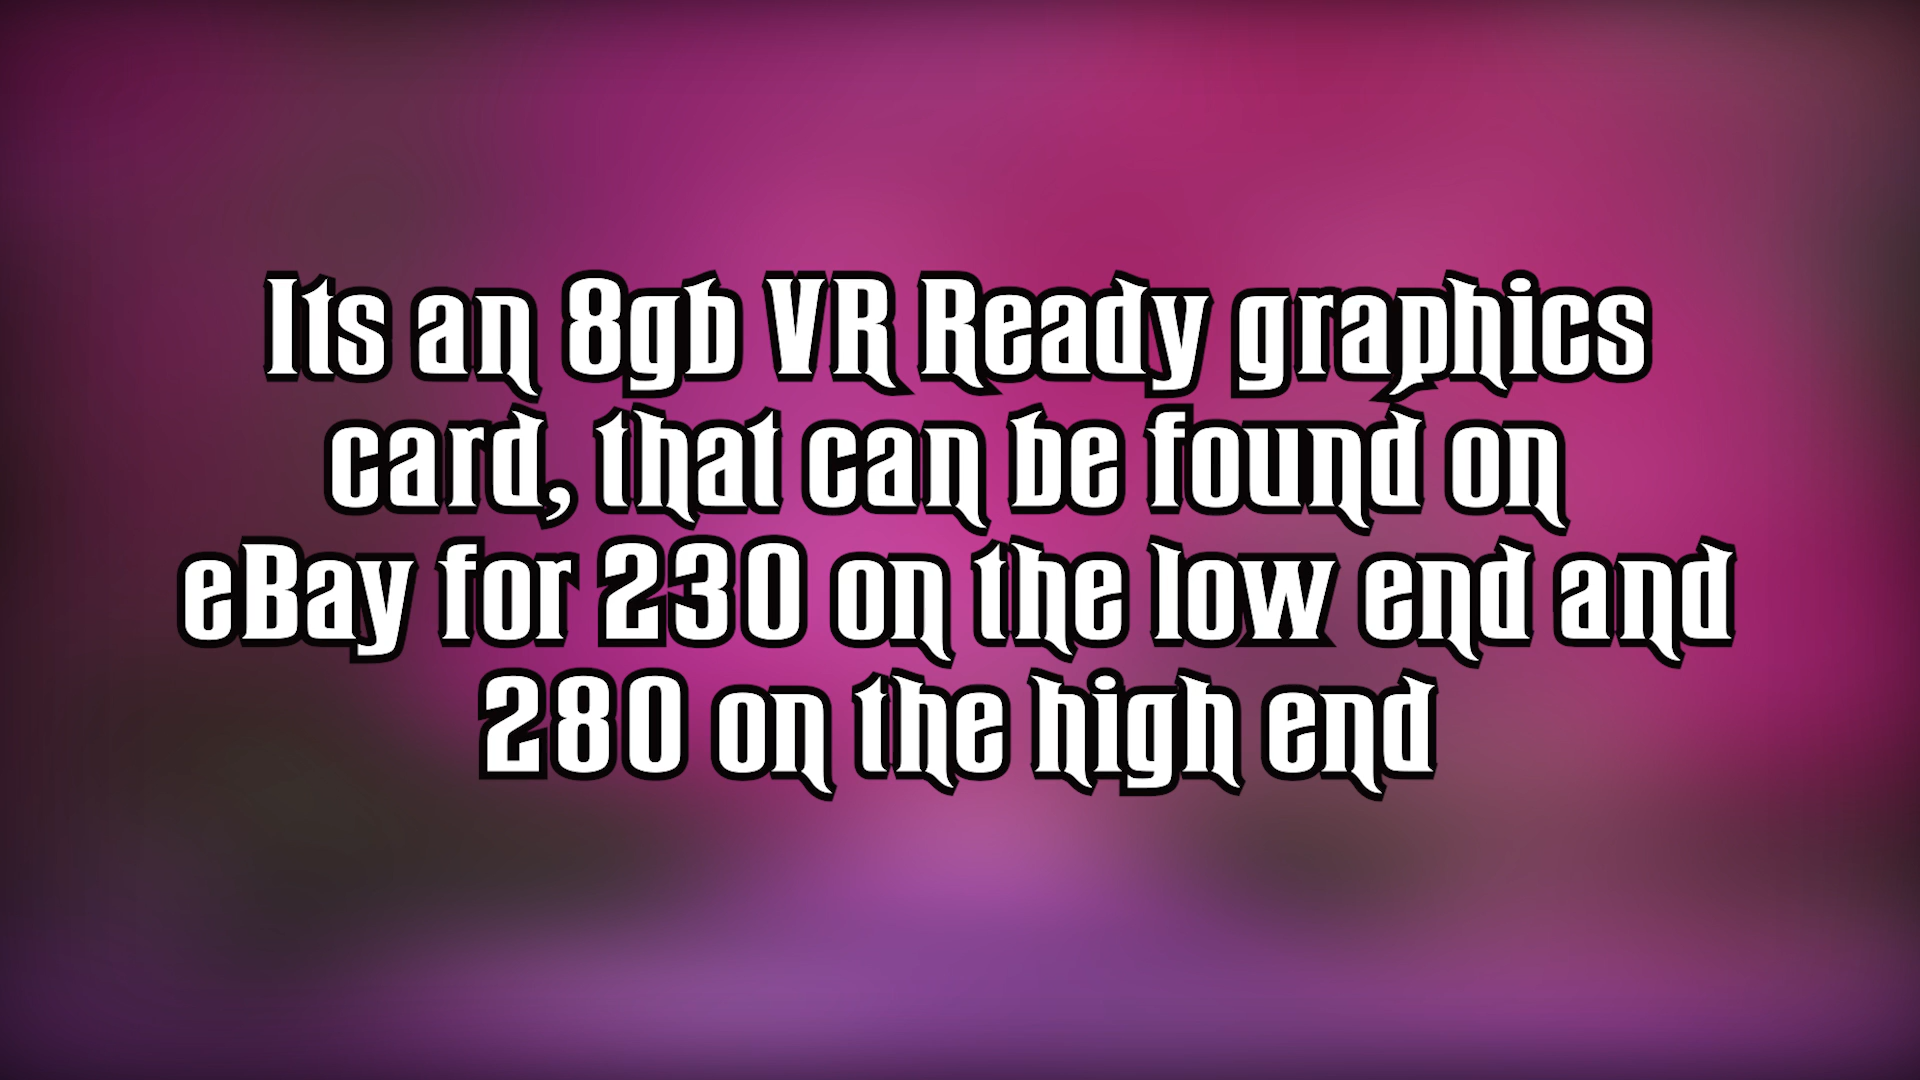 Its an 8gb VR Ready graphics
card, that can be found on
eBay for 230 on the low end and
280 on the high end